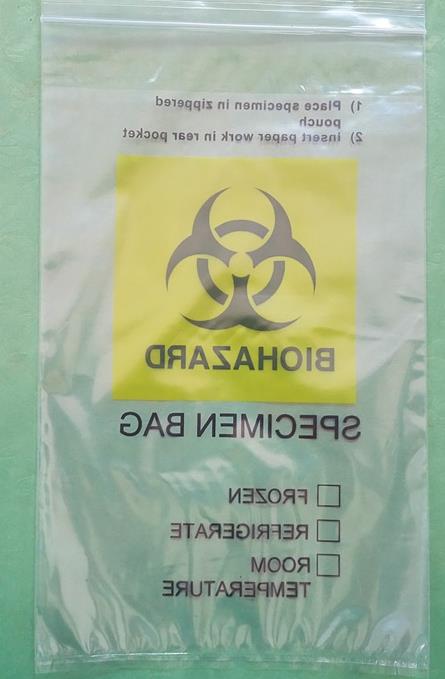 1) Place specimen in zippered
pouch
2) Insert paper work in rear pocket
BIOHAZARD
SPECIMEN BAG
FROZEN
REFRIGERATE
ROOM
TEMPERATURE